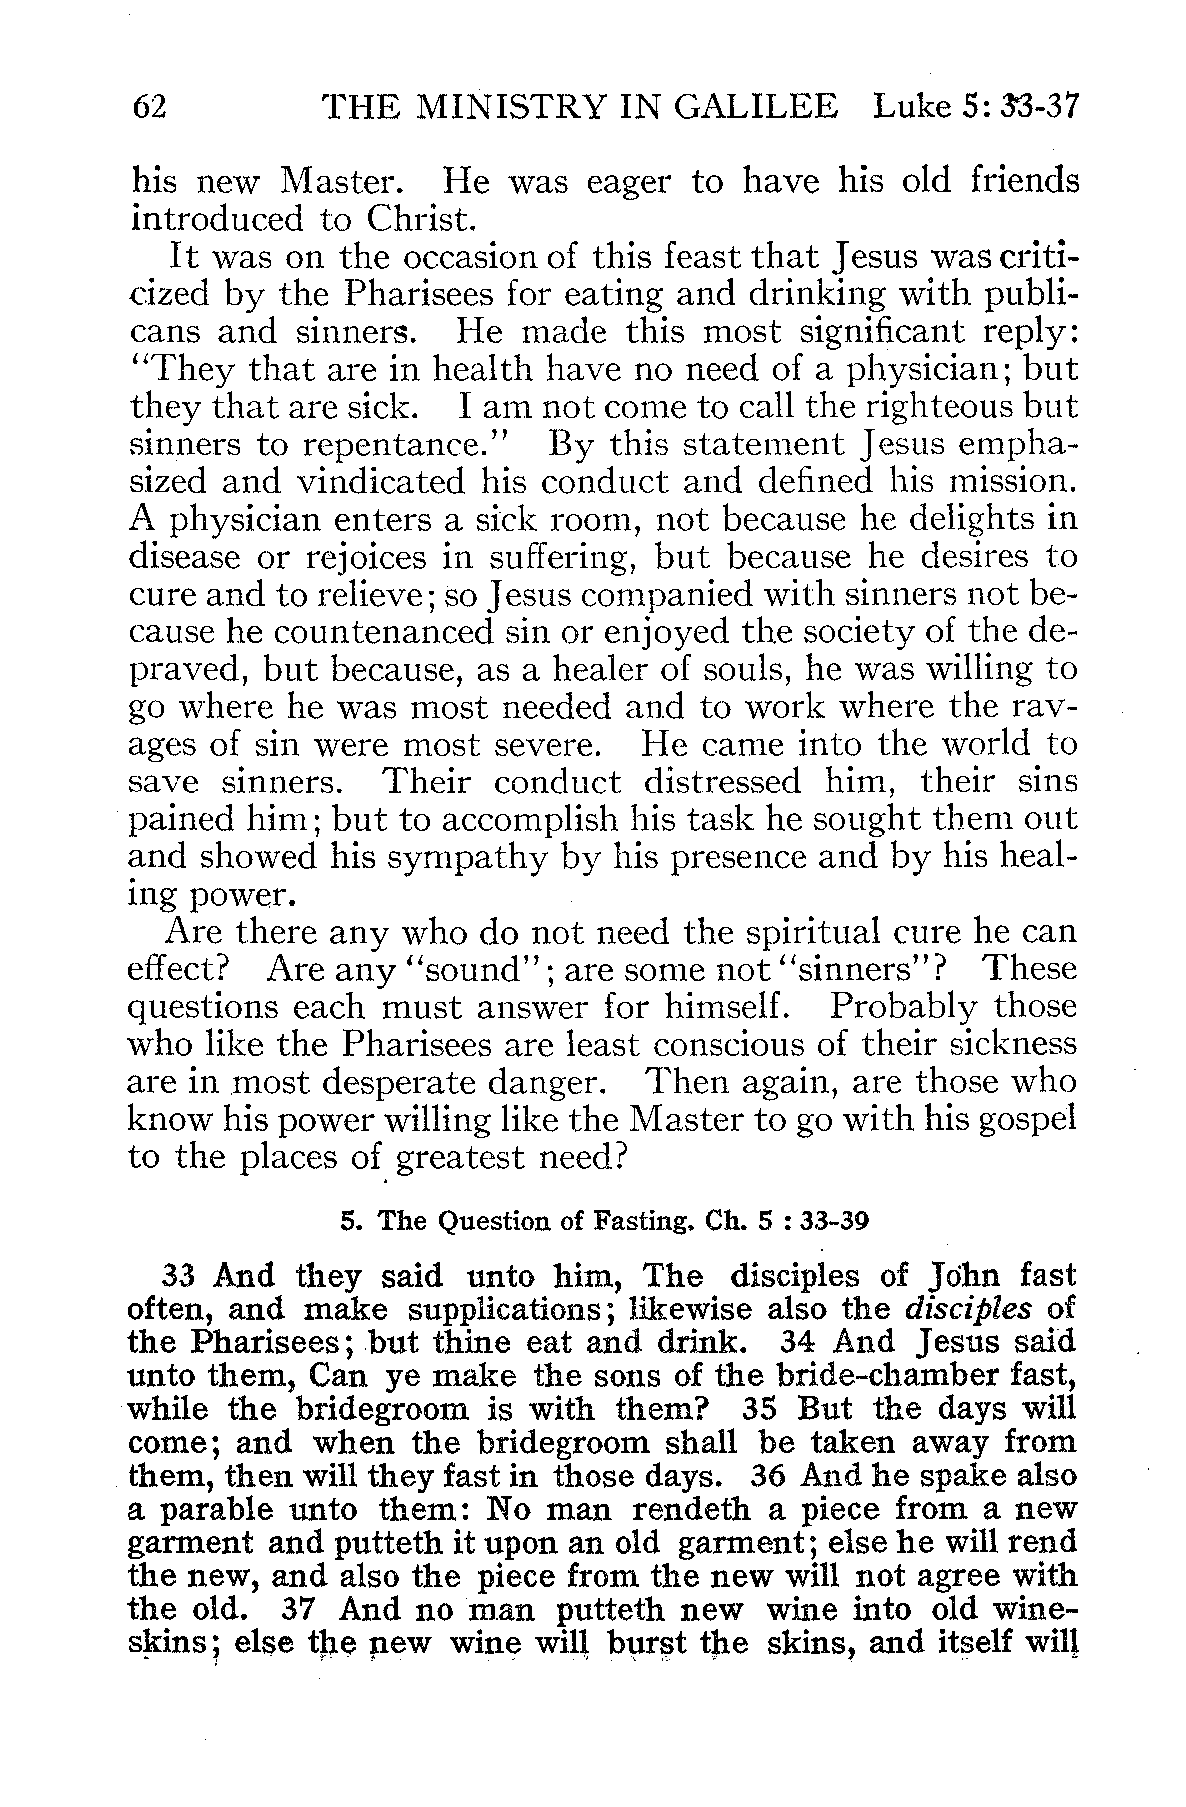 62 THE MINISTRY IN GALILEE Luke 5: 33-37
his new Master. He was eager to have his old friends
introduced to Christ.
It was on the occasion of this feast that Jesus was criti-
cized by the Pharisees for eating and drinking with publi-
cans and sinners. He made this most significant reply:
"They that are in health have no need of a physician; but
they that are sick. I am not come to call the righteous but
sinners to repentance." By this statement Jesus empha-
sized and vindicated his conduct and defined his mission.
A physician enters a sick room, not because he delights in
disease or rejoices in suffering, but because he desires to
cure and to relieve; so Jesus companied with sinners not be-
cause he countenanced sin or enjoyed the society of the de-
praved, but because, as a healer of souls, he was willing to
go where he was most needed and to work where the rav-
ages of sin were most severe. He came into the world to
save sinners. Their conduct distressed him, their sins
pained him; but to accomplish his task he sought them out
and showed his sympathy by his presence and by his heal-
ing power.
Are there any who do not need the spiritual cure he can
effect? Are any "sound"; are some not "sinners"? These
questions each must answer for himself. Probably those
who like the Pharisees are least conscious of their sickness
are in most desperate danger. Then again, are those who
know his power willing like the Master to go with his gospel
to the places of greatest need?
5. The Question of Fasting. Ch. 5 : 33-39
33 And they said unto him, The disciples of John fast
often, and make supplications; likewise also the disciples of
the Pharisees; but thine eat and drink. 34 And Jesus said
unto them, Can ye make the sons of the bride-chamber fast,
while the bridegroom is with them? 35 But the days will
come; and when the bridegroom shall be taken away from
them, then will they fast in those days. 36 And he spake also
a parable unto them: No man rendeth a piece from a new
garment and putteth it upon an old garment; else he will rend
the new, and also the piece from the new will not agree with
the old. 37 And no man putteth new wine into old wine-
skins; else the new wine will burst the skins, and itself will